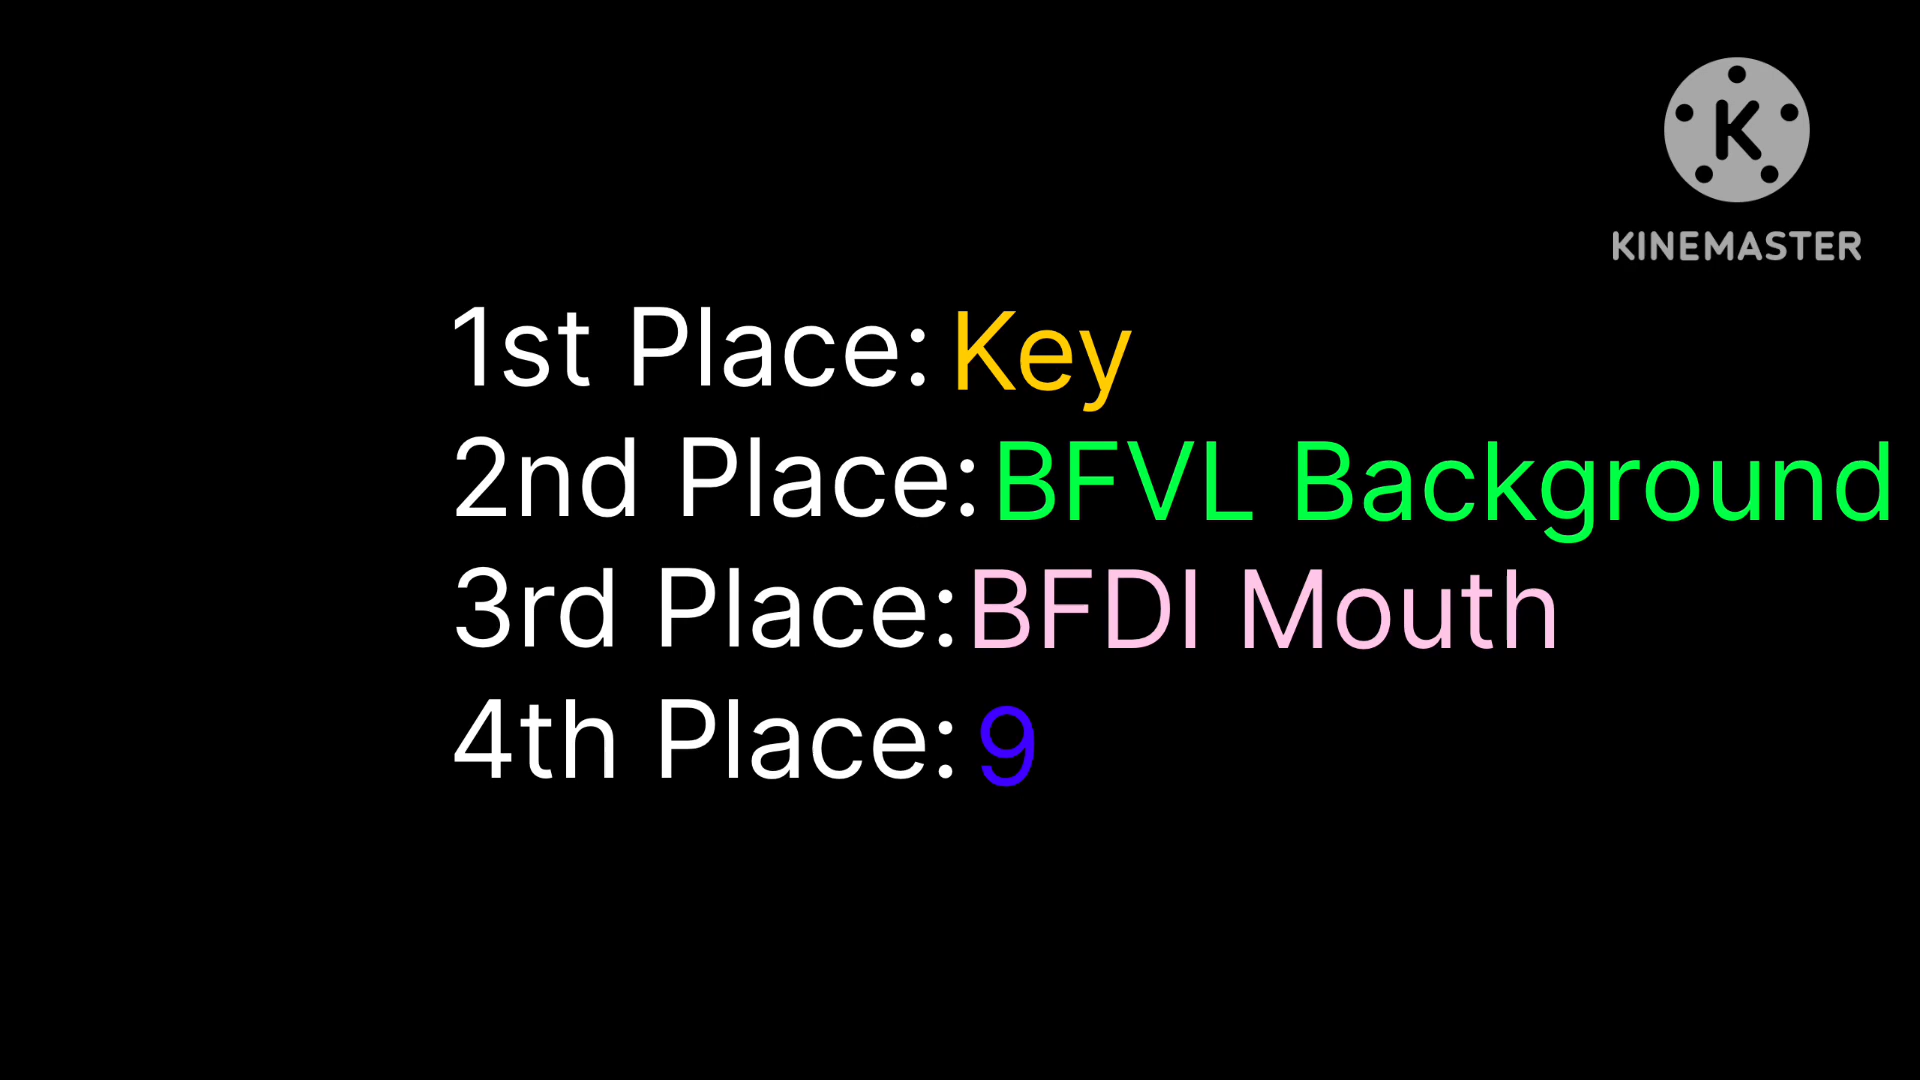 K
KINEMASTER
1st Place: Key
2nd Place: BFVL Background
3rd Place: BFDI Mouth
4th Place: 9